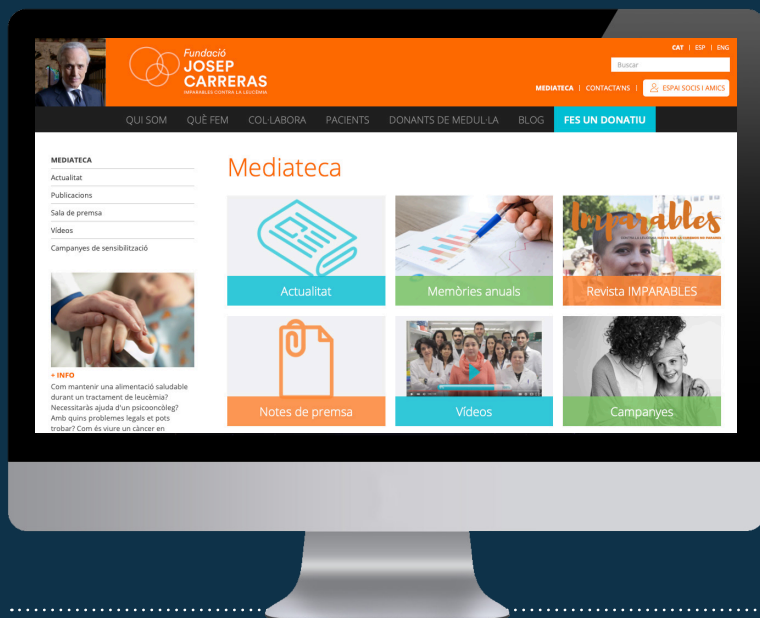 Fundació
JOSEP
CARRERAS
IMPARABLES CONTRA LA LEUCÈMIA
CAT | ESP | ENG
Buscar
MEDIATECA | CONTACTA'NS | ESPAI SOCIS I AMICS
QUI SOM QUÈ FEM COL·LABORA PACIENTS DONANTS DE MEDUL·LA BLOG FES UN DONATIU
MEDIATECA
Actualitat
Publicacions
Sala de premsa
Vídeos
Campanyes de sensibilització
+ INFO
Com mantenir una alimentació saludable
durant un tractament de leucèmia?
Necessitaràs ajuda d'un psicooncòleg?
Amb quins problemes legals et pots
trobar? Com és viure un càncer en
Mediateca
Actualitat
Memòries anuals
Imparables
Revista IMPARABLES
Notes de premsa
Vídeos
Campanyes